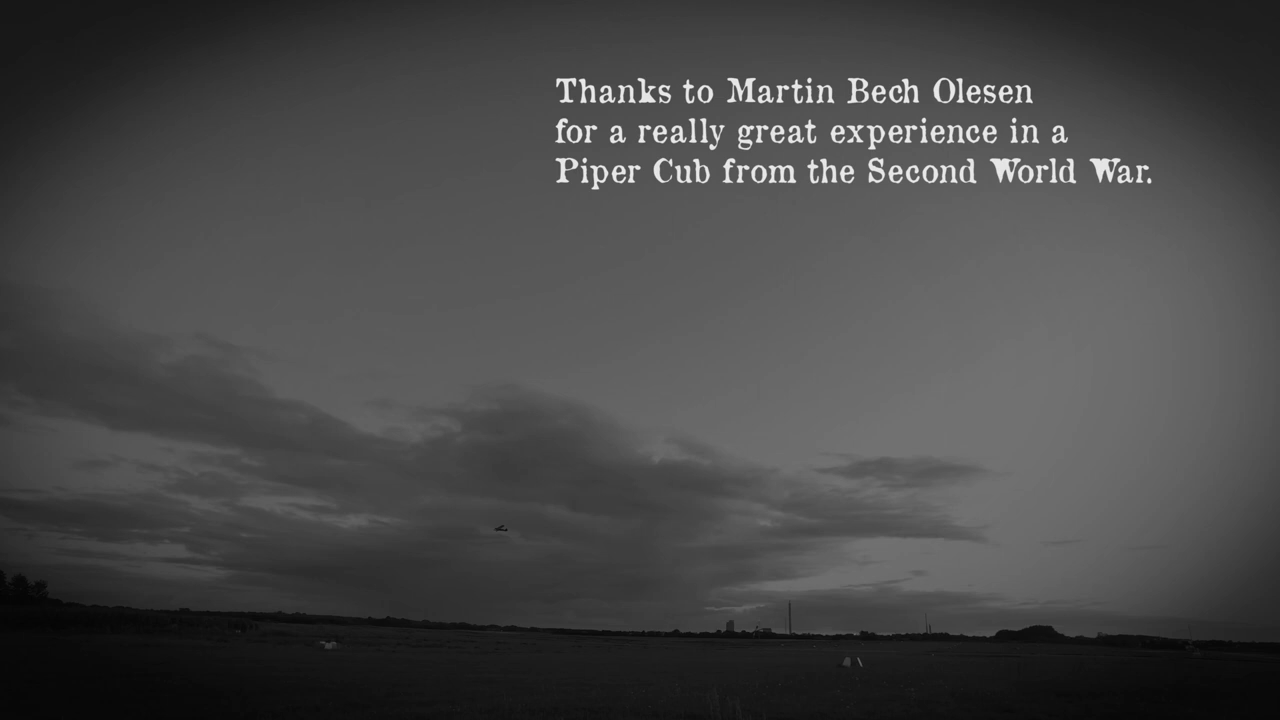 Thanks to Martin Bech Olesen
for a really great experience in a
Piper Cub from the Second World War.